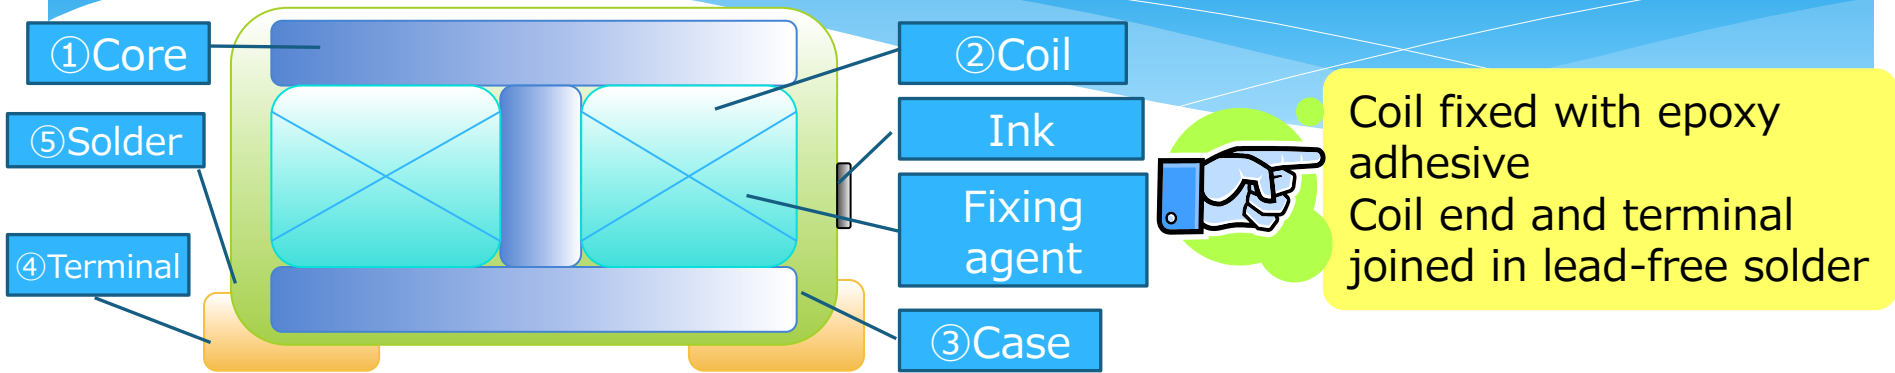 ①Core
②Coil
Ink
⑤Solder
Fixing
agent
④Terminal
③Case
Coil fixed with epoxy
adhesive
Coil end and terminal
joined in lead-free solder